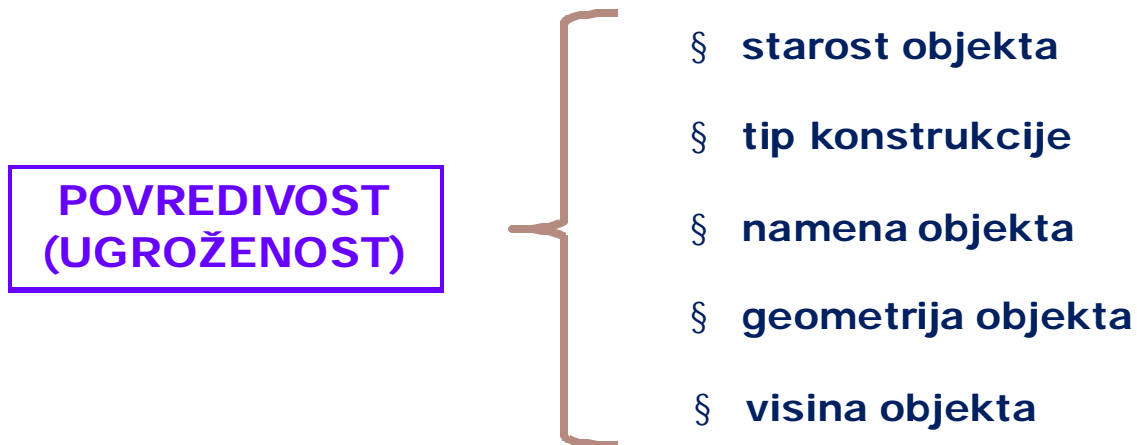 POVREDIVOST
(UGROŽENOST)
§ starost objekta
§ tip konstrukcije
§ namena objekta
§ geometrija objekta
§ visina objekta